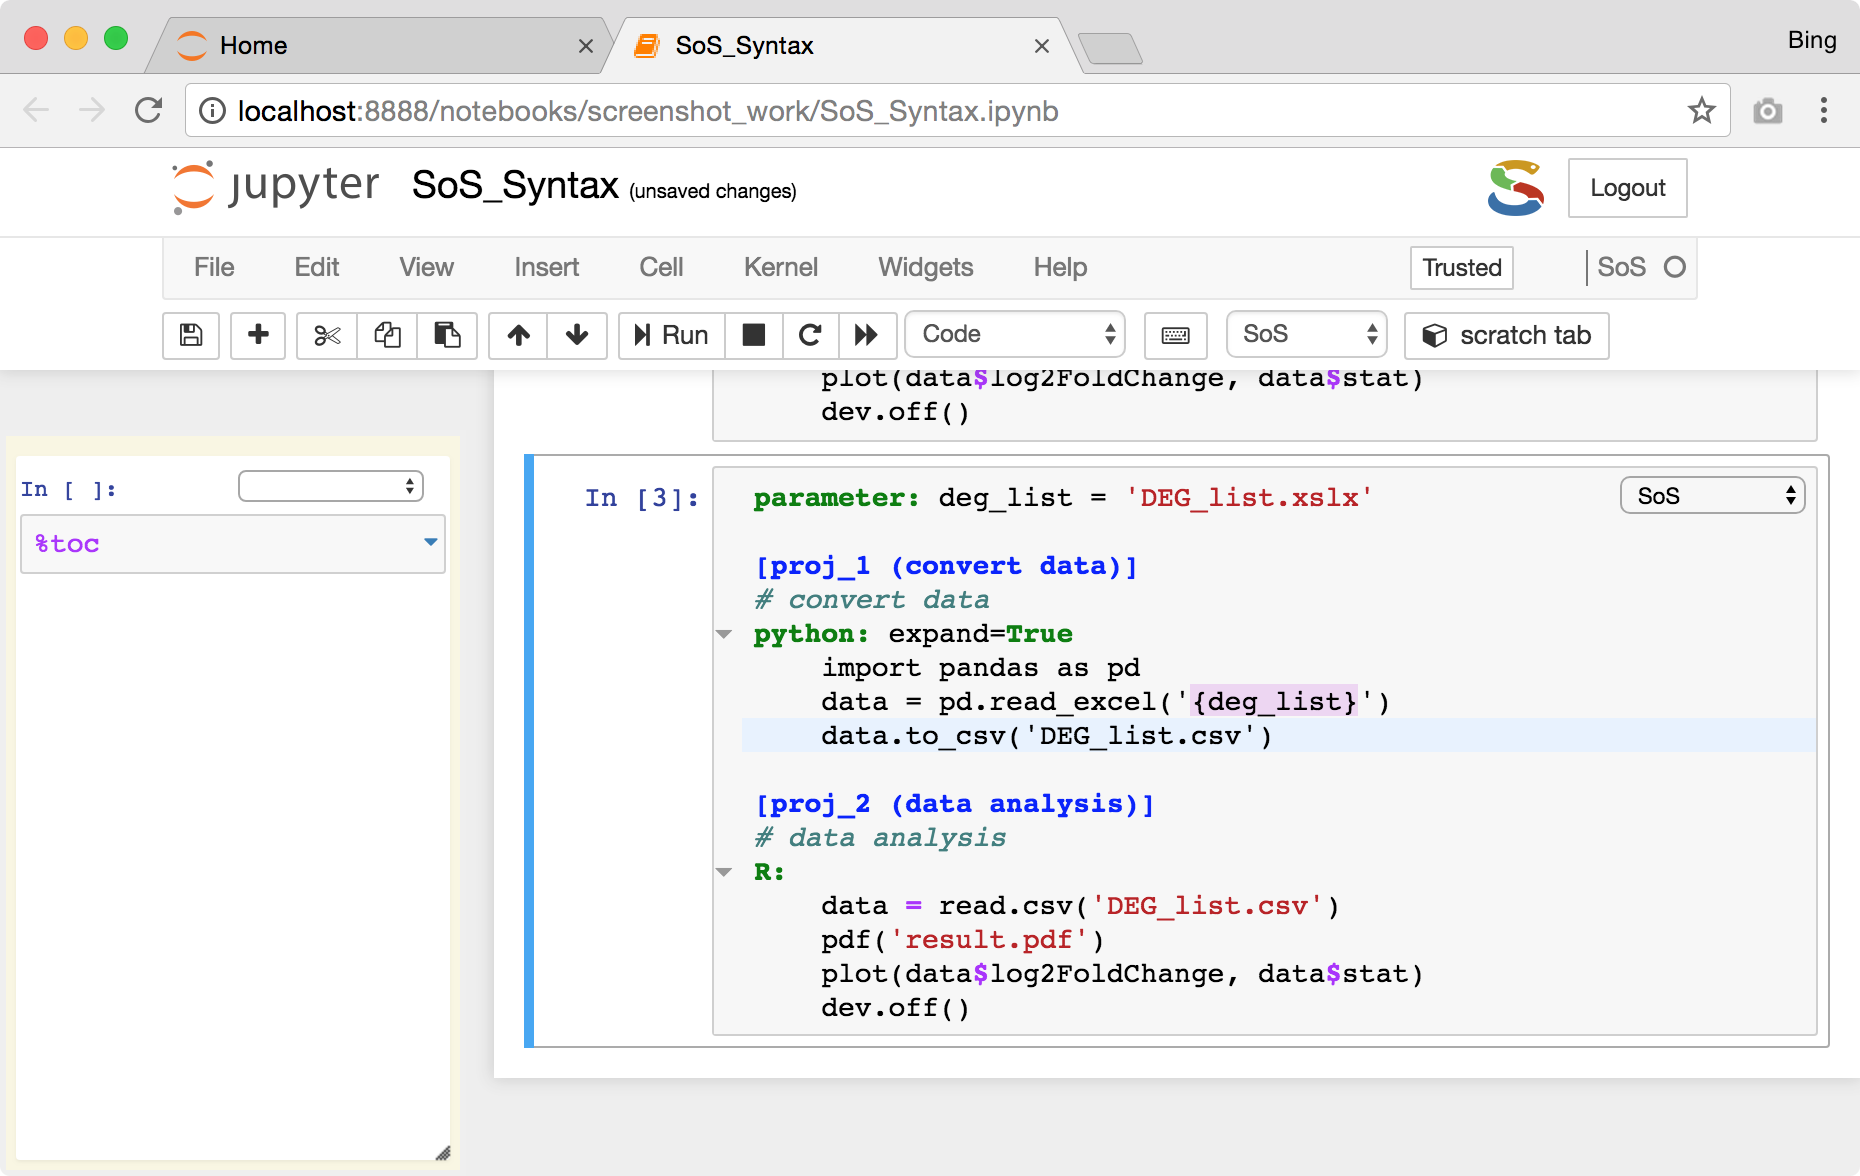 Home
SoS_Syntax
Bing
localhost:8888/notebooks/screenshot_work/SoS_Syntax.ipynb
jupyter SoS_Syntax (unsaved changes)
Logout
File Edit View Insert Cell Kernel Widgets Help
Trusted
SoS
Run
Code
SoS
scratch tab
plot(data$log2FoldChange, data$stat)
dev.off()
In [ ]:
%toc
In [3]:
SoS
parameter: deg_list = 'DEG_list.xslx'
[proj_1 (convert data)]
# convert data
python: expand=True
import pandas as pd
data = pd.read_excel('{deg_list}')
data.to_csv('DEG_list.csv')
[proj_2 (data analysis)]
# data analysis
R:
data = read.csv('DEG_list.csv')
pdf('result.pdf')
plot(data$log2FoldChange, data$stat)
dev.off()